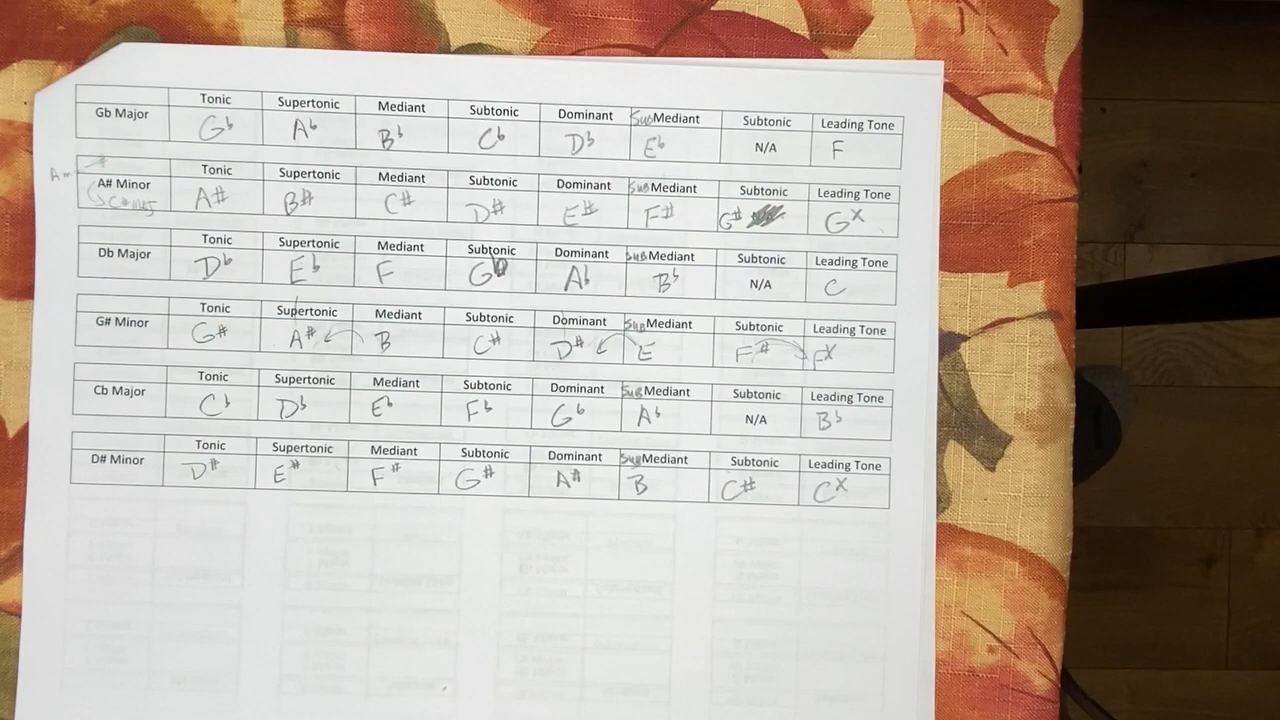 Gb Major Tonic Supertonic Mediant Subtonic Dominant SubMediant Subtonic Leading Tone
G♭ A♭ B♭ C♭ D♭ E♭ N/A F
A# Minor Tonic Supertonic Mediant Subtonic Dominant SubMediant Subtonic Leading Tone
A# B# C# D# E# F# G# Gx
Db Major Tonic Supertonic Mediant Subtonic Dominant SubMediant Subtonic Leading Tone
D♭ E♭ F G♭ A♭ B♭ N/A C
G# Minor Tonic Supertonic Mediant Subtonic Dominant SubMediant Subtonic Leading Tone
G# A# B C# D# E F# Fx
Cb Major Tonic Supertonic Mediant Subtonic Dominant SubMediant Subtonic Leading Tone
C♭ D♭ E♭ F♭ G♭ A♭ N/A B♭
D# Minor Tonic Supertonic Mediant Subtonic Dominant SubMediant Subtonic Leading Tone
D# E# F# G# A# B C# Cx